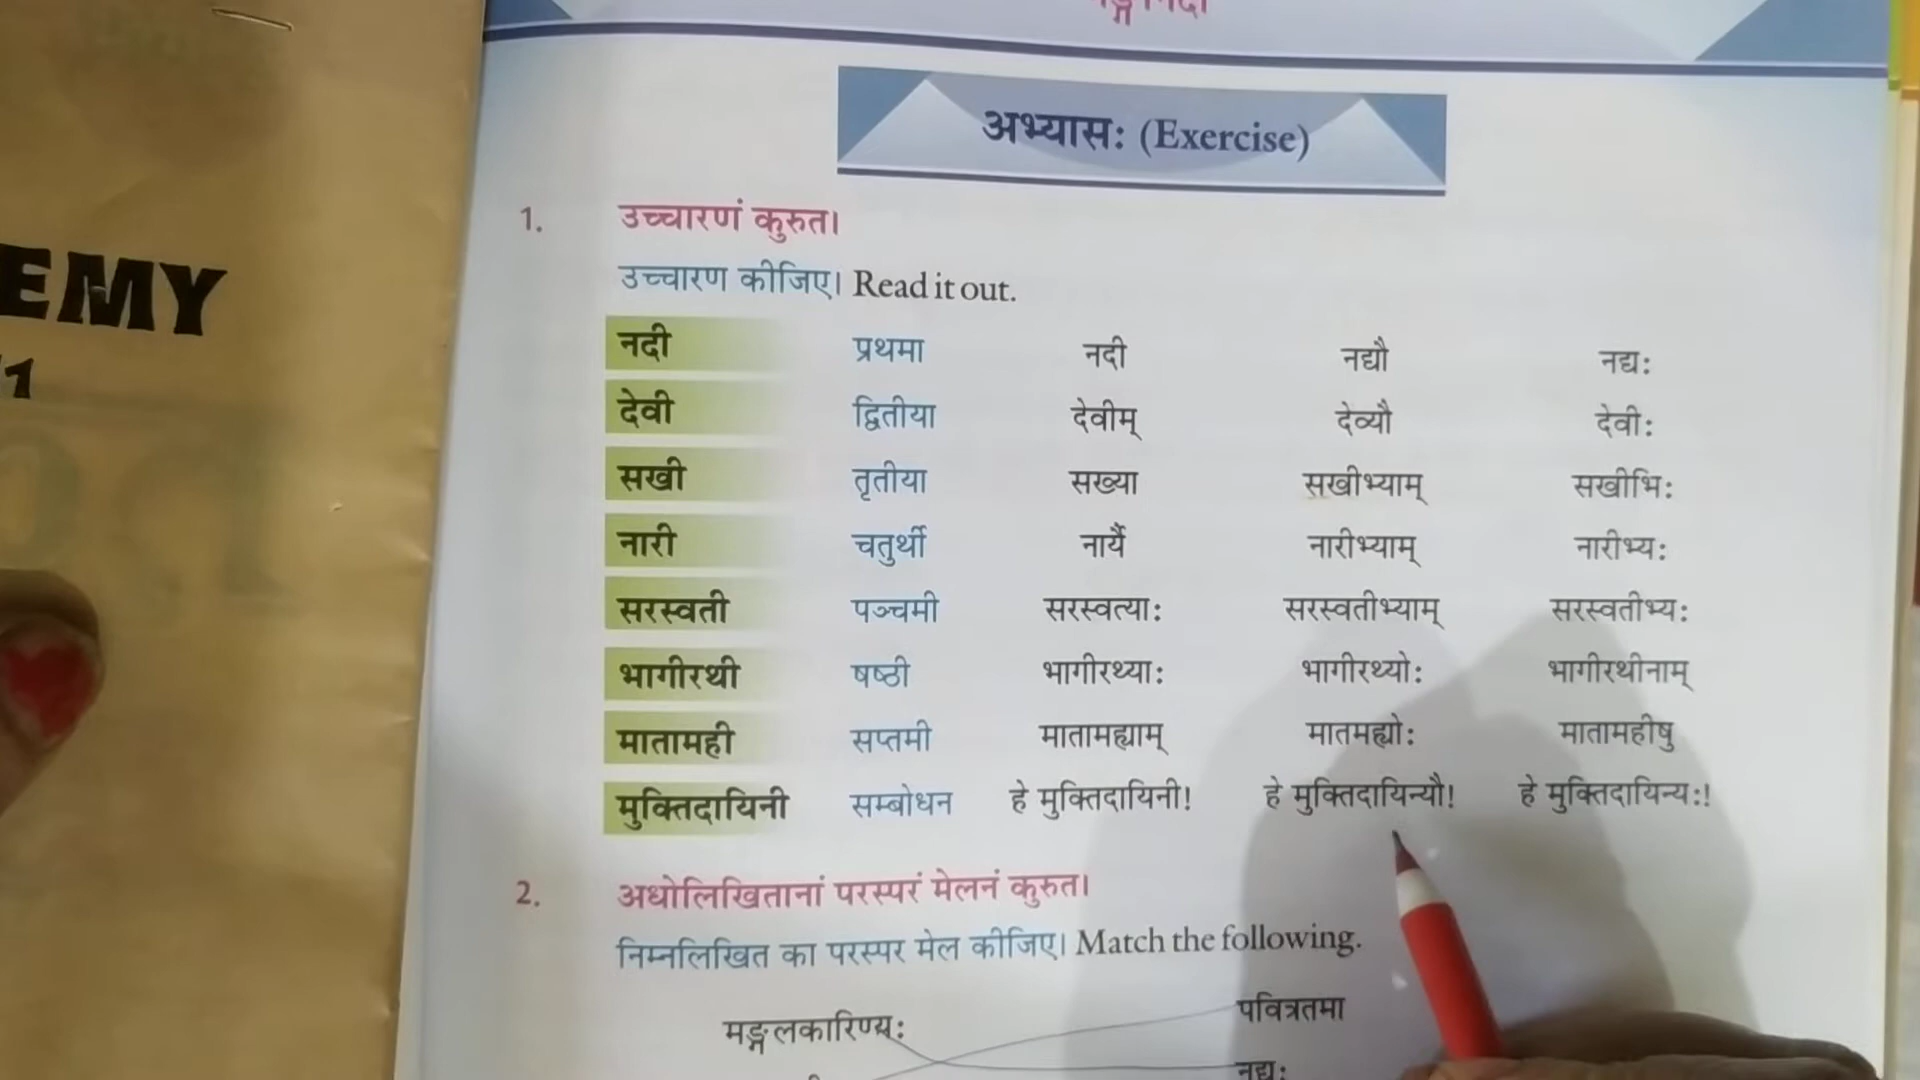 EMY
1
अभ्यासः (Exercise)
1. उच्चारणं कुरुत।
उच्चारण कीजिए। Read it out.
नदी प्रथमा नदी नद्यौ नद्यः
देवी द्वितीया देवीम् देव्यौ देवीः
सखी तृतीया सख्या सखीभ्याम् सखीभिः
नारी चतुर्थी नार्यै नारीभ्याम् नारीभ्यः
सरस्वती पञ्चमी सरस्वत्याः सरस्वतीभ्याम् सरस्वतीभ्यः
भागीरथी षष्ठी भागीरथ्याः भागीरथ्योः भागीरथीनाम्
मातामही सप्तमी मातामह्याम् मातमह्योः मातामहीषु
मुक्तिदायिनी सम्बोधन हे मुक्तिदायिनी! हे मुक्तिदायिन्यौ! हे मुक्तिदायिन्यः!
2. अधोलिखितानां परस्परं मेलनं कुरुत।
निम्नलिखित का परस्पर मेल कीजिए। Match the following.
मङ्गलकारिण्यः पवित्रतमा
नद्यः